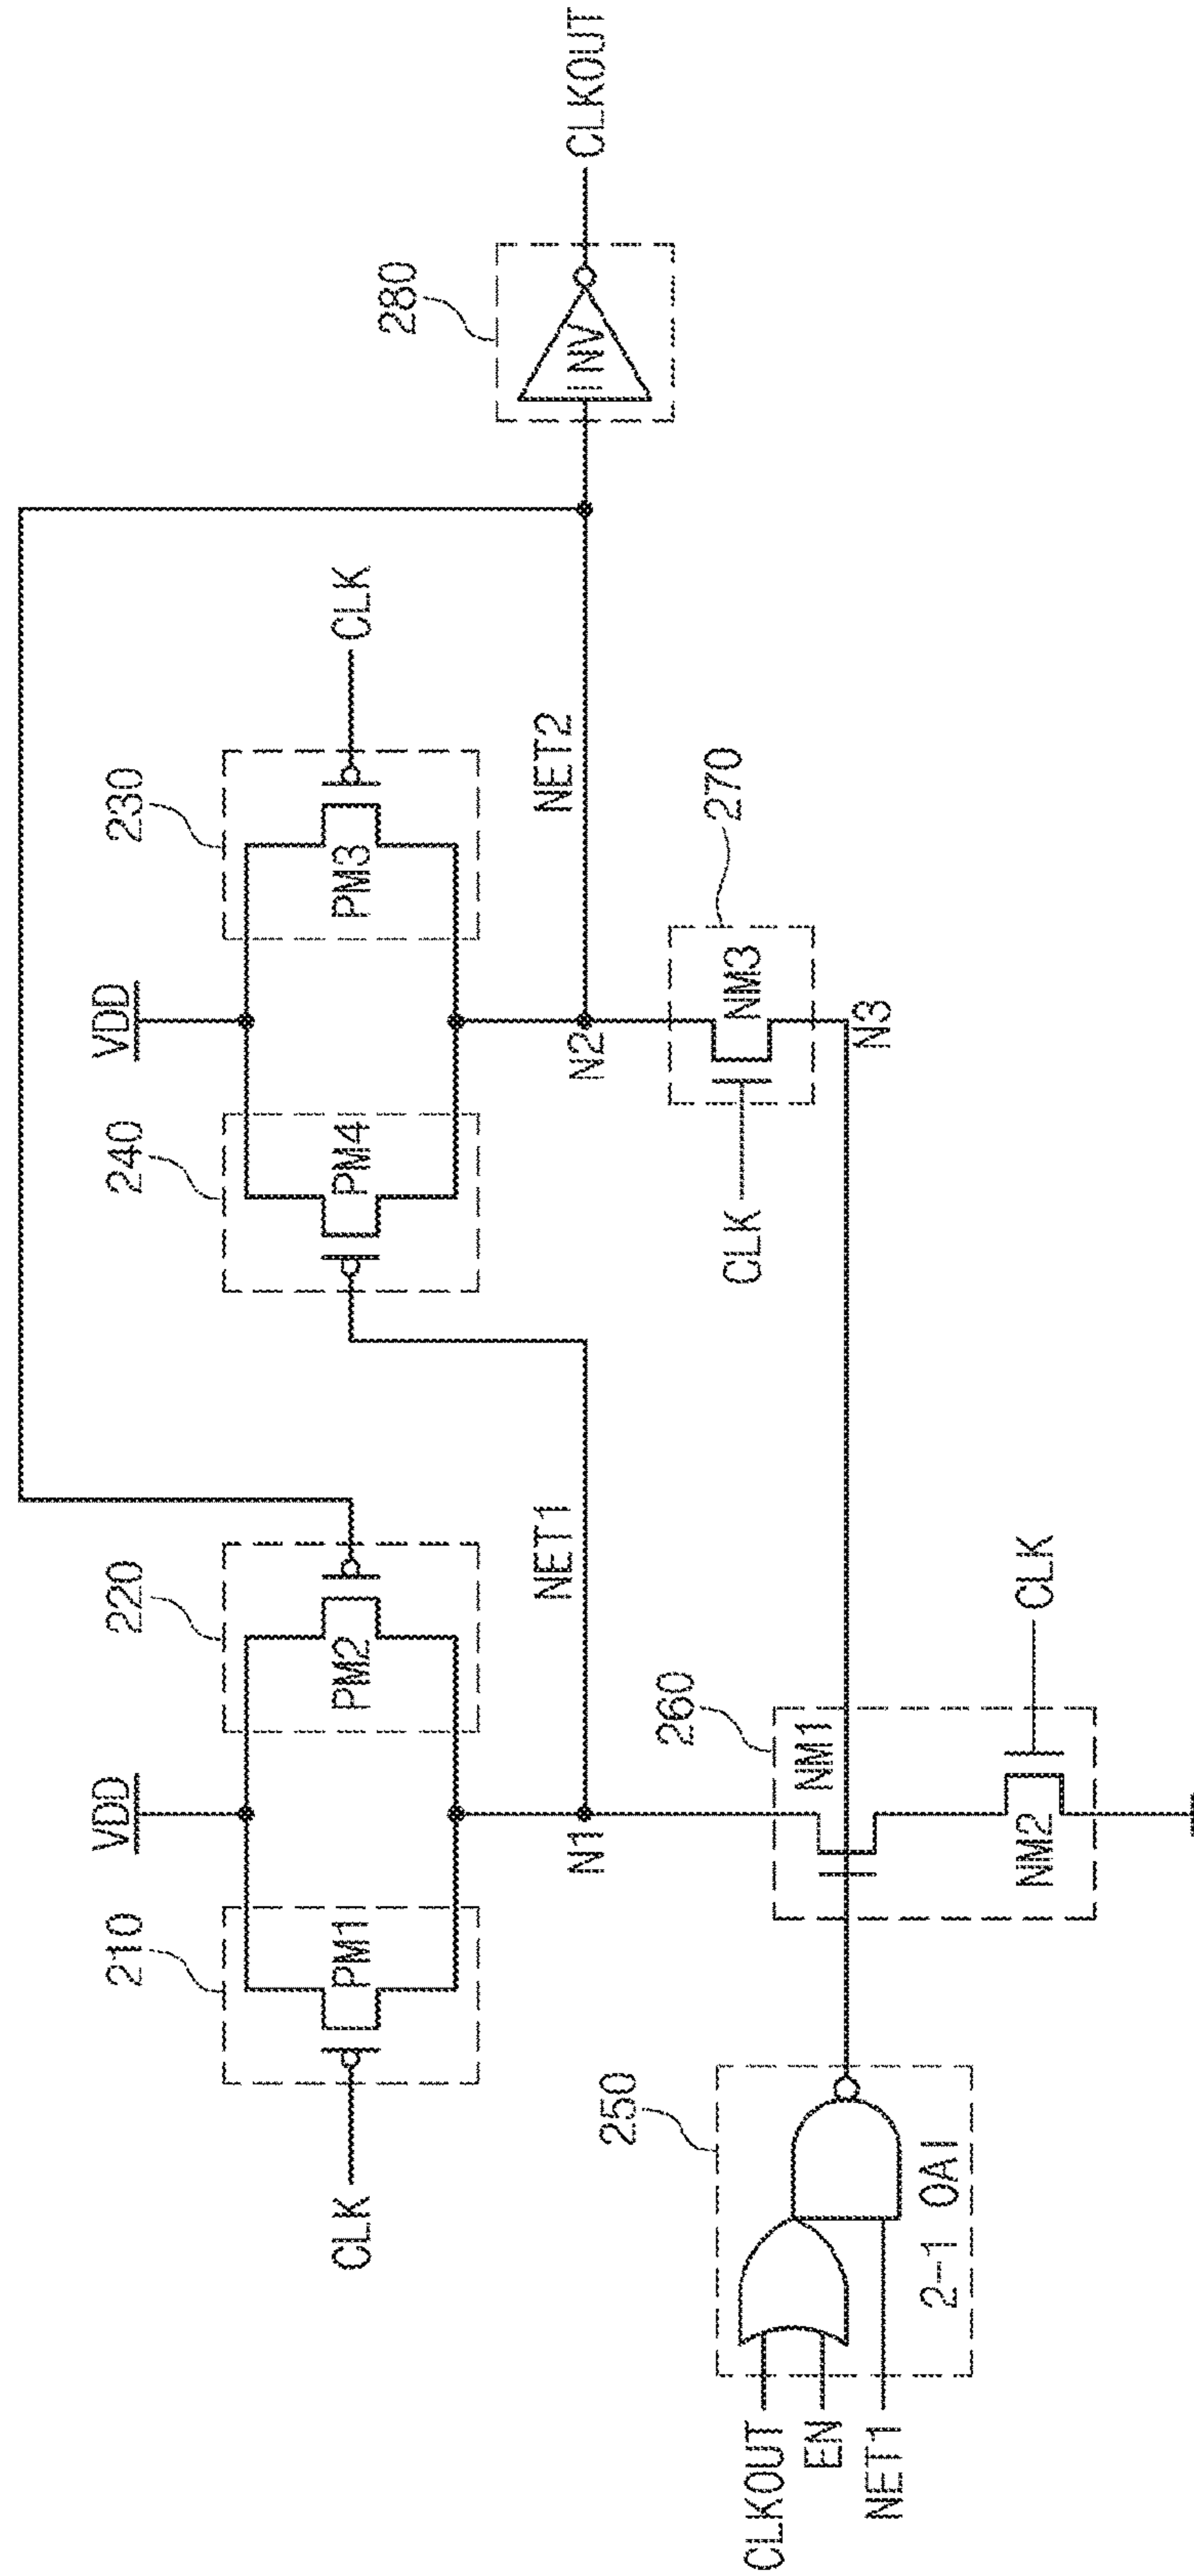 VDD
VDD
210
220
240
230
CLK
PM1
PM2
PM4
PM3
CLK
280
N1
NET1
N2
NET2
INV
CLKOUT
250
260
CLK
NM3
270
CLKOUT
EN
NET1
2-1 OAI
NM1
N3
NM2
CLK